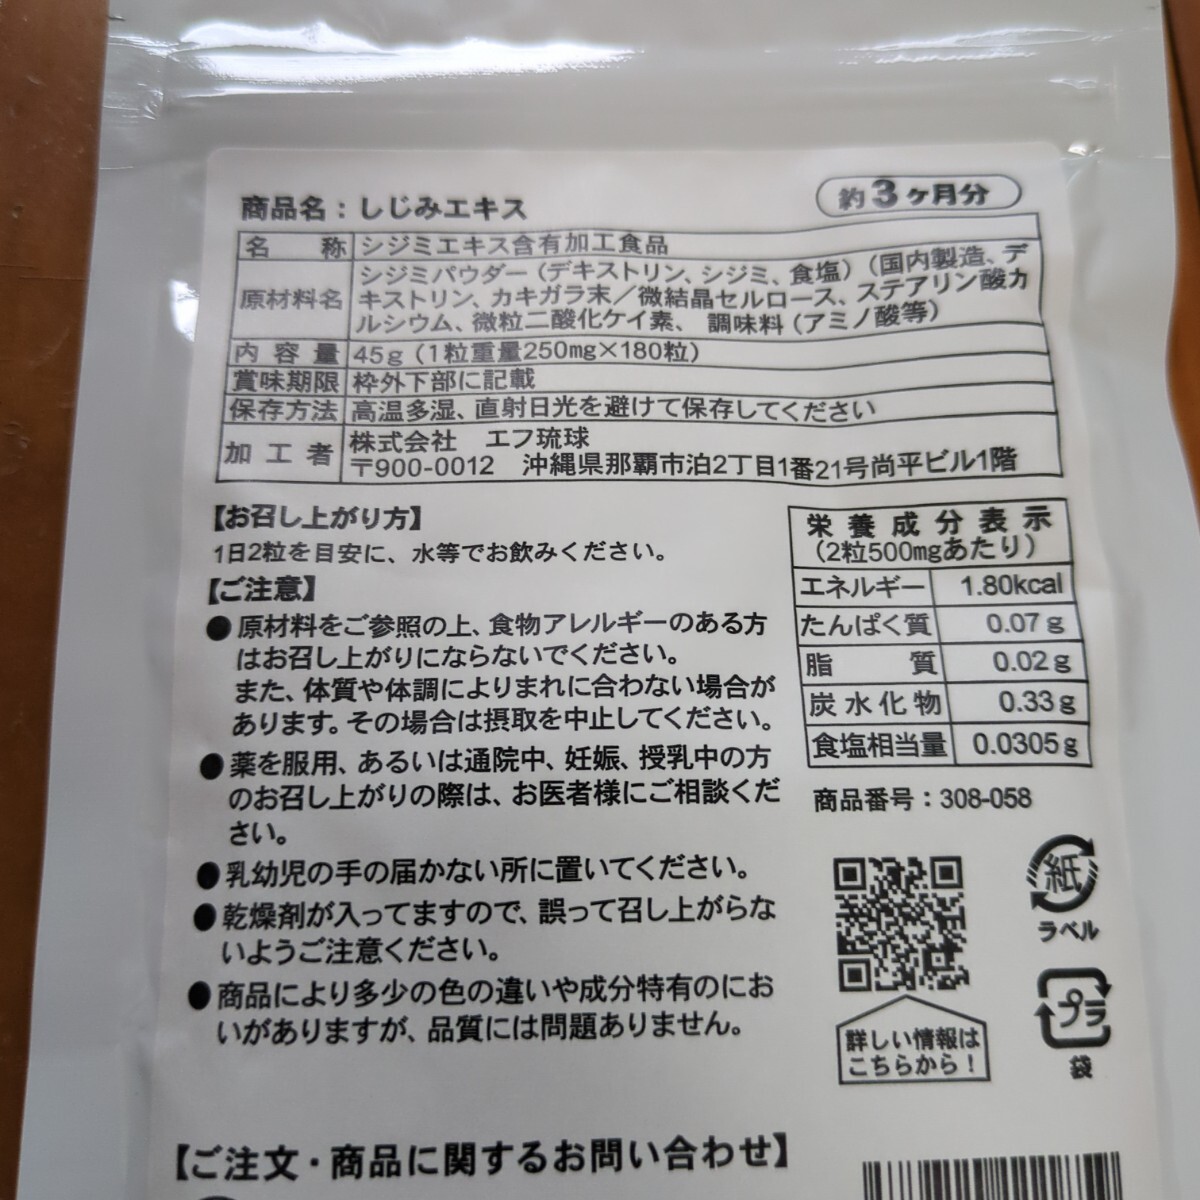 商品名：しじみエキス
約3ヶ月分
名称 シジミエキス含有加工食品
原材料名 シジミパウダー（デキストリン、シジミ、食塩）（国内製造、デ
キストリン、カキガラ末／微結晶セルロース、ステアリン酸カ
ルシウム、微粒二酸化ケイ素、調味料（アミノ酸等）
内容量 45g（1粒重量250mg×180粒）
賞味期限 枠外下部に記載
保存方法 高温多湿、直射日光を避けて保存してください
加工者 株式会社 エフ琉球
〒900-0012 沖縄県那覇市泊2丁目1番21号尚平ビル1階
【お召し上がり方】
1日2粒を目安に、水等でお飲みください。
【ご注意】
●原材料をご参照の上、食物アレルギーのある方
はお召し上がりにならないでください。
また、体質や体調によりまれに合わない場合が
あります。その場合は摂取を中止してください。
●薬を服用、あるいは通院中、妊娠、授乳中の方
のお召し上がりの際は、お医者様にご相談くだ
さい。
●乳幼児の手の届かない所に置いてください。
●乾燥剤が入ってますので、誤って召し上がらな
いようご注意ください。
●商品により多少の色の違いや成分特有のにお
いがありますが、品質には問題ありません。
栄養成分表示
（2粒500mgあたり）
エネルギー 1.80kcal
たんぱく質 0.07g
脂質 0.02g
炭水化物 0.33g
食塩相当量 0.0305g
商品番号：308-058
紙
ラベル
プラ
袋
詳しい情報は
こちらから！
【ご注文・商品に関するお問い合わせ】